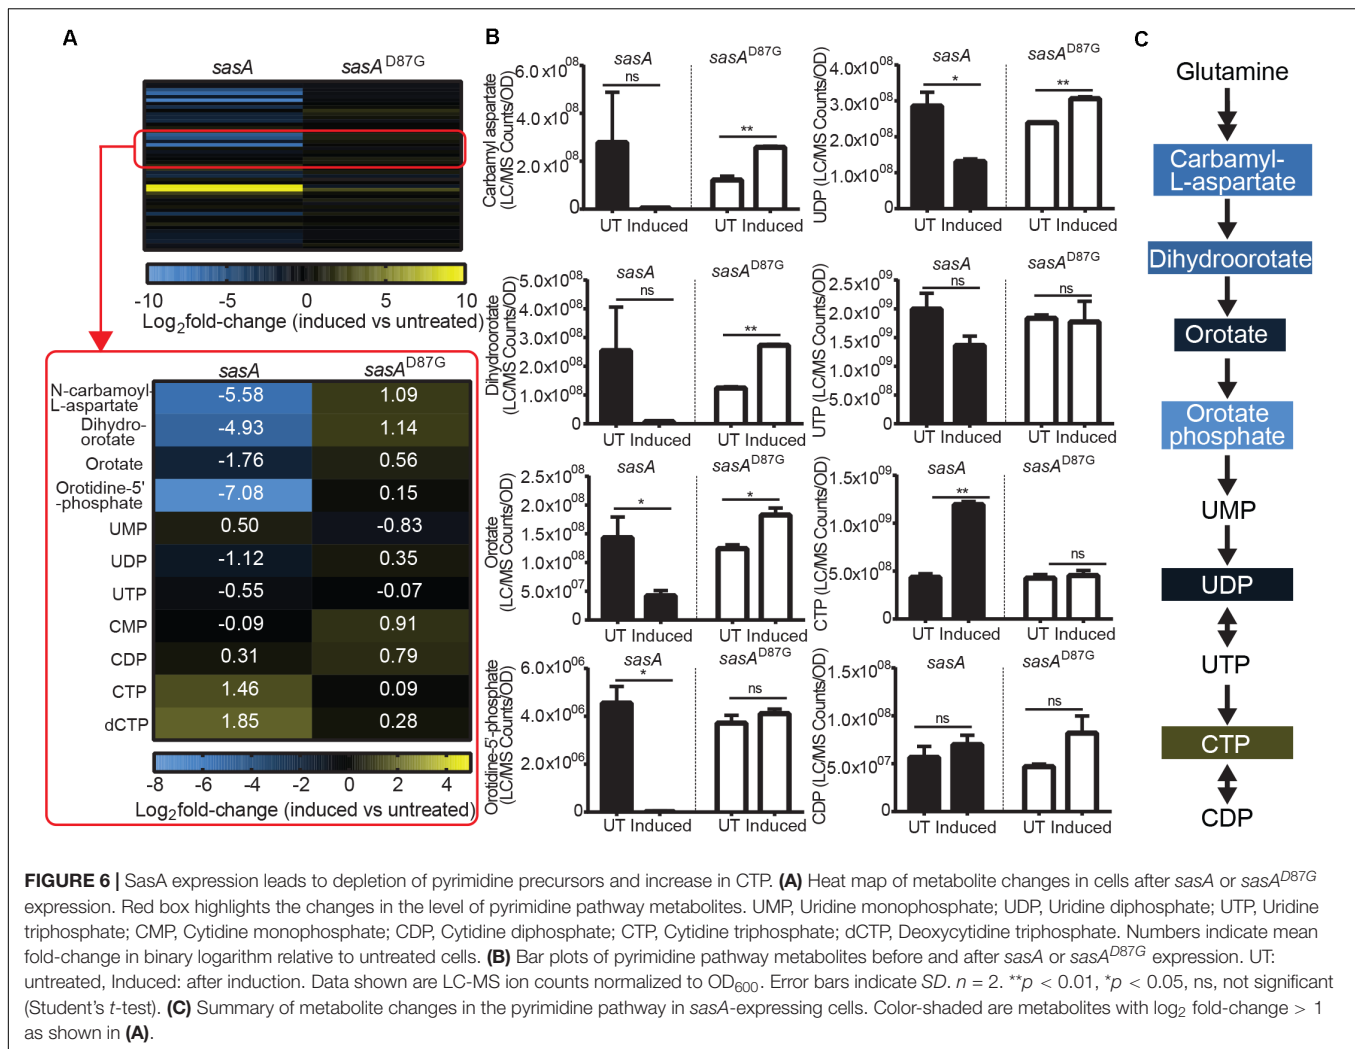 A
sasA sasA^D87G
-10 -5 0 5 10
Log2fold-change (induced vs untreated)
sasA sasA^D87G
N-carbamoyl-L-aspartate -5.58 1.09
Dihydro-orotate -4.93 1.14
Orotate -1.76 0.56
Orotidine-5'-phosphate -7.08 0.15
UMP 0.50 -0.83
UDP -1.12 0.35
UTP -0.55 -0.07
CMP -0.09 0.91
CDP 0.31 0.79
CTP 1.46 0.09
dCTP 1.85 0.28
-8 -6 -4 -2 0 2 4
Log2fold-change (induced vs untreated)
B
Carbamyl aspartate
(LC/MS Counts/OD)
6.0 x10^08
4.0x10^08
2.0x10^08
0
sasA sasA^D87G
ns **
UT Induced UT Induced
UDP (LC/MS Counts/OD)
4.0x10^08
3.0x10^08
2.0x10^08
1.0x10^08
0
sasA sasA^D87G
* **
UT Induced UT Induced
Dihydroorotate
(LC/MS Counts/OD)
5.0x10^08
4.0x10^08
3.0x10^08
2.0x10^08
1.0x10^08
0
sasA sasA^D87G
ns **
UT Induced UT Induced
UTP (LC/MS Counts/OD)
2.5x10^09
2.0x10^09
1.5x10^09
1.0x10^09
5.0x10^08
0
sasA sasA^D87G
ns ns
UT Induced UT Induced
Orotate
(LC/MS Counts/OD)
2.5x10^08
2.0x10^08
1.5x10^08
1.0x10^08
5.0x10^07
0
sasA sasA^D87G
* *
UT Induced UT Induced
CTP (LC/MS Counts/OD)
1.5x10^09
1.0x10^09
5.0x10^08
0
sasA sasA^D87G
** ns
UT Induced UT Induced
Orotidine-5-phosphate
(LC/MS Counts/OD)
6.0x10^06
4.0x10^06
2.0x10^06
0
sasA sasA^D87G
* ns
UT Induced UT Induced
CDP (LC/MS Counts/OD)
1.5x10^08
1.0x10^08
5.0x10^07
0
sasA sasA^D87G
ns ns
UT Induced UT Induced
C
Glutamine
Carbamyl-
L-aspartate
Dihydroorotate
Orotate
Orotate
phosphate
UMP
UDP
UTP
CTP
CDP
FIGURE 6 | SasA expression leads to depletion of pyrimidine precursors and increase in CTP. (A) Heat map of metabolite changes in cells after sasA or sasA^D87G
expression. Red box highlights the changes in the level of pyrimidine pathway metabolites. UMP, Uridine monophosphate; UDP, Uridine diphosphate; UTP, Uridine
triphosphate; CMP, Cytidine monophosphate; CDP, Cytidine diphosphate; CTP, Cytidine triphosphate; dCTP, Deoxycytidine triphosphate. Numbers indicate mean
fold-change in binary logarithm relative to untreated cells. (B) Bar plots of pyrimidine pathway metabolites before and after sasA or sasA^D87G expression. UT:
untreated, Induced: after induction. Data shown are LC-MS ion counts normalized to OD600. Error bars indicate SD. n = 2. **p < 0.01, *p < 0.05, ns, not significant
(Student's t-test). (C) Summary of metabolite changes in the pyrimidine pathway in sasA-expressing cells. Color-shaded are metabolites with log2 fold-change > 1
as shown in (A).